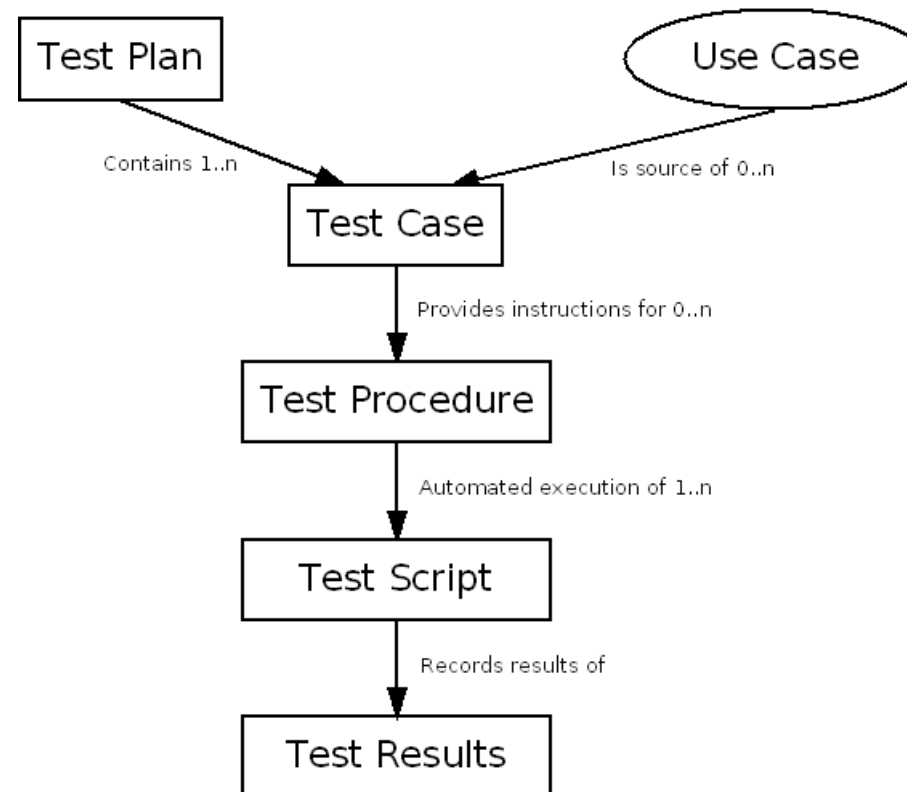 Test Plan
Use Case
Contains 1..n
Is source of 0..n
Test Case
Provides instructions for 0..n
Test Procedure
Automated execution of 1..n
Test Script
Records results of
Test Results